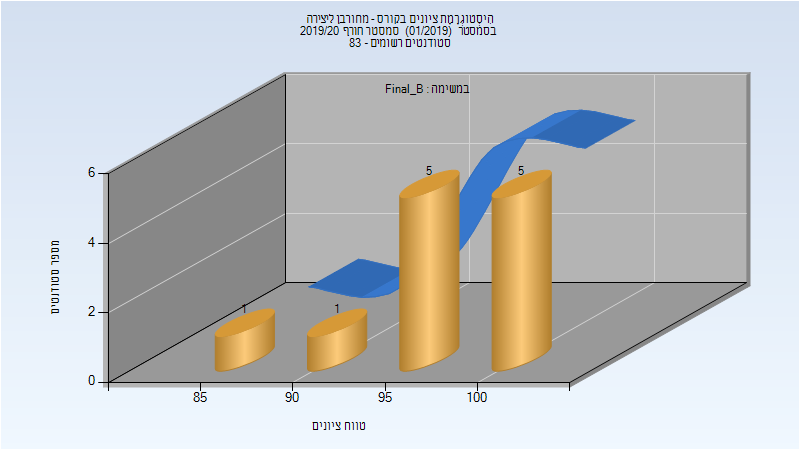 היסטוגרמת ציונים בקורס - מחורבן ליצירה
בסמסטר (01/2019) סמסטר חורף 2019/20
סטודנטים רשומים - 83
במשימה : Final_B
מספר סטודנטים
6
4
2
0
1
1
5
5
85
90
95
100
טווח ציונים